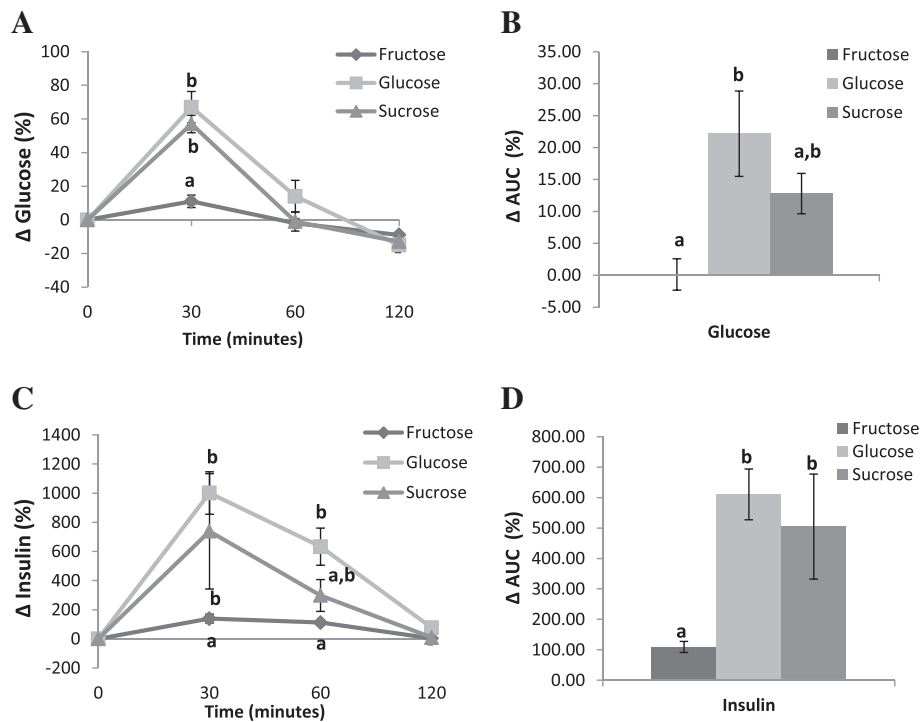 A
100
80
60
40
20
0
-20
-40
Δ Glucose (%)
b
b
a
Fructose
Glucose
Sucrose
0 30 60 120
Time (minutes)
B
35.00
30.00
25.00
20.00
15.00
10.00
5.00
0.00
-5.00
Δ AUC (%)
a
b
a,b
Fructose
Glucose
Sucrose
Glucose
C
1400
1200
1000
800
600
400
200
0
-200
Δ Insulin (%)
b
b
a,b
b
a
a
Fructose
Glucose
Sucrose
0 30 60 120
Time (minutes)
D
800.00
700.00
600.00
500.00
400.00
300.00
200.00
100.00
0.00
Δ AUC (%)
a
b
b
Fructose
Glucose
Sucrose
Insulin